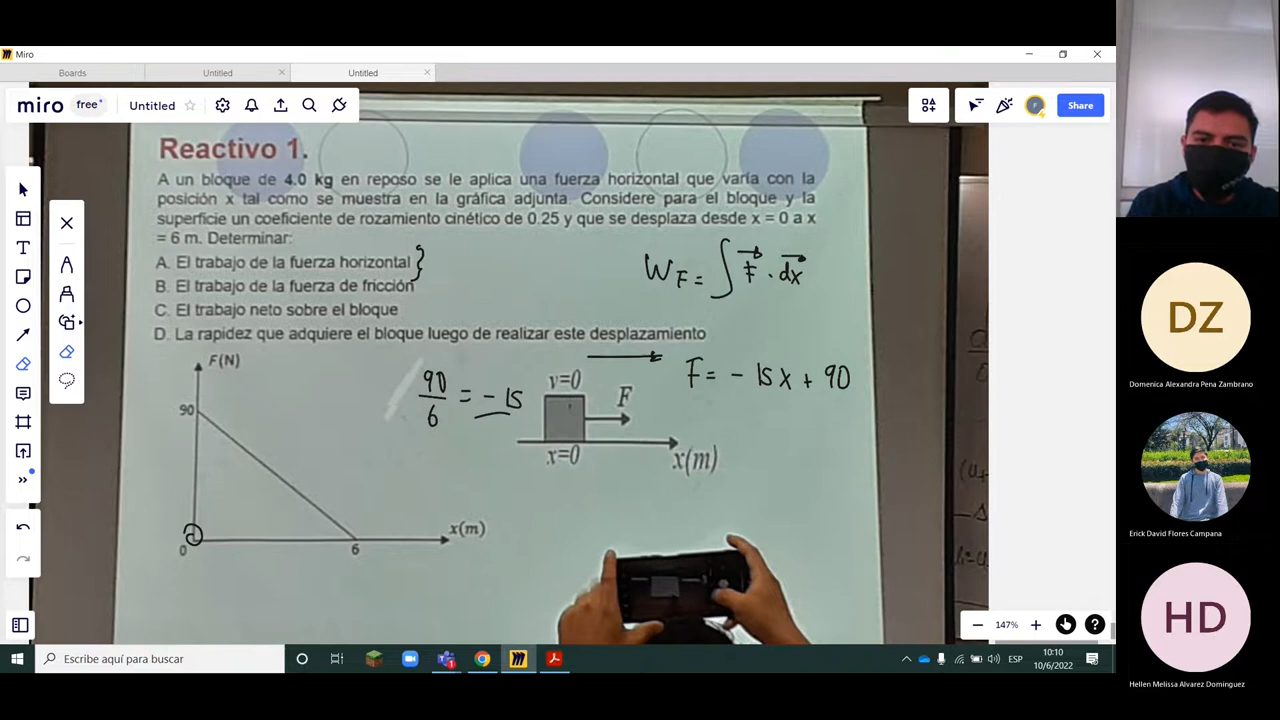 Miro
Boards
Untitled
Untitled
miro free
Untitled
Share
Reactivo 1.
A un bloque de 4.0 kg en reposo se le aplica una fuerza horizontal que varía con la
posición x tal como se muestra en la gráfica adjunta. Considere para el bloque y la
superficie un coeficiente de rozamiento cinético de 0.25 y que se desplaza desde x = 0 a x
= 6 m. Determinar:
A. El trabajo de la fuerza horizontal
B. El trabajo de la fuerza de fricción
C. El trabajo neto sobre el bloque
D. La rapidez que adquiere el bloque luego de realizar este desplazamiento
W_F = ∫ F · dx
F(N)
90
90/6 = - 15
v=0
F
F = - 15x + 90
x=0
x(m)
x(m)
0
6
147%
DZ
Domenica Alexandra Pena Zambrano
Erick David Flores Campana
HD
Hellen Melissa Alvarez Dominguez
Escribe aquí para buscar
ESP
10:10
10/6/2022